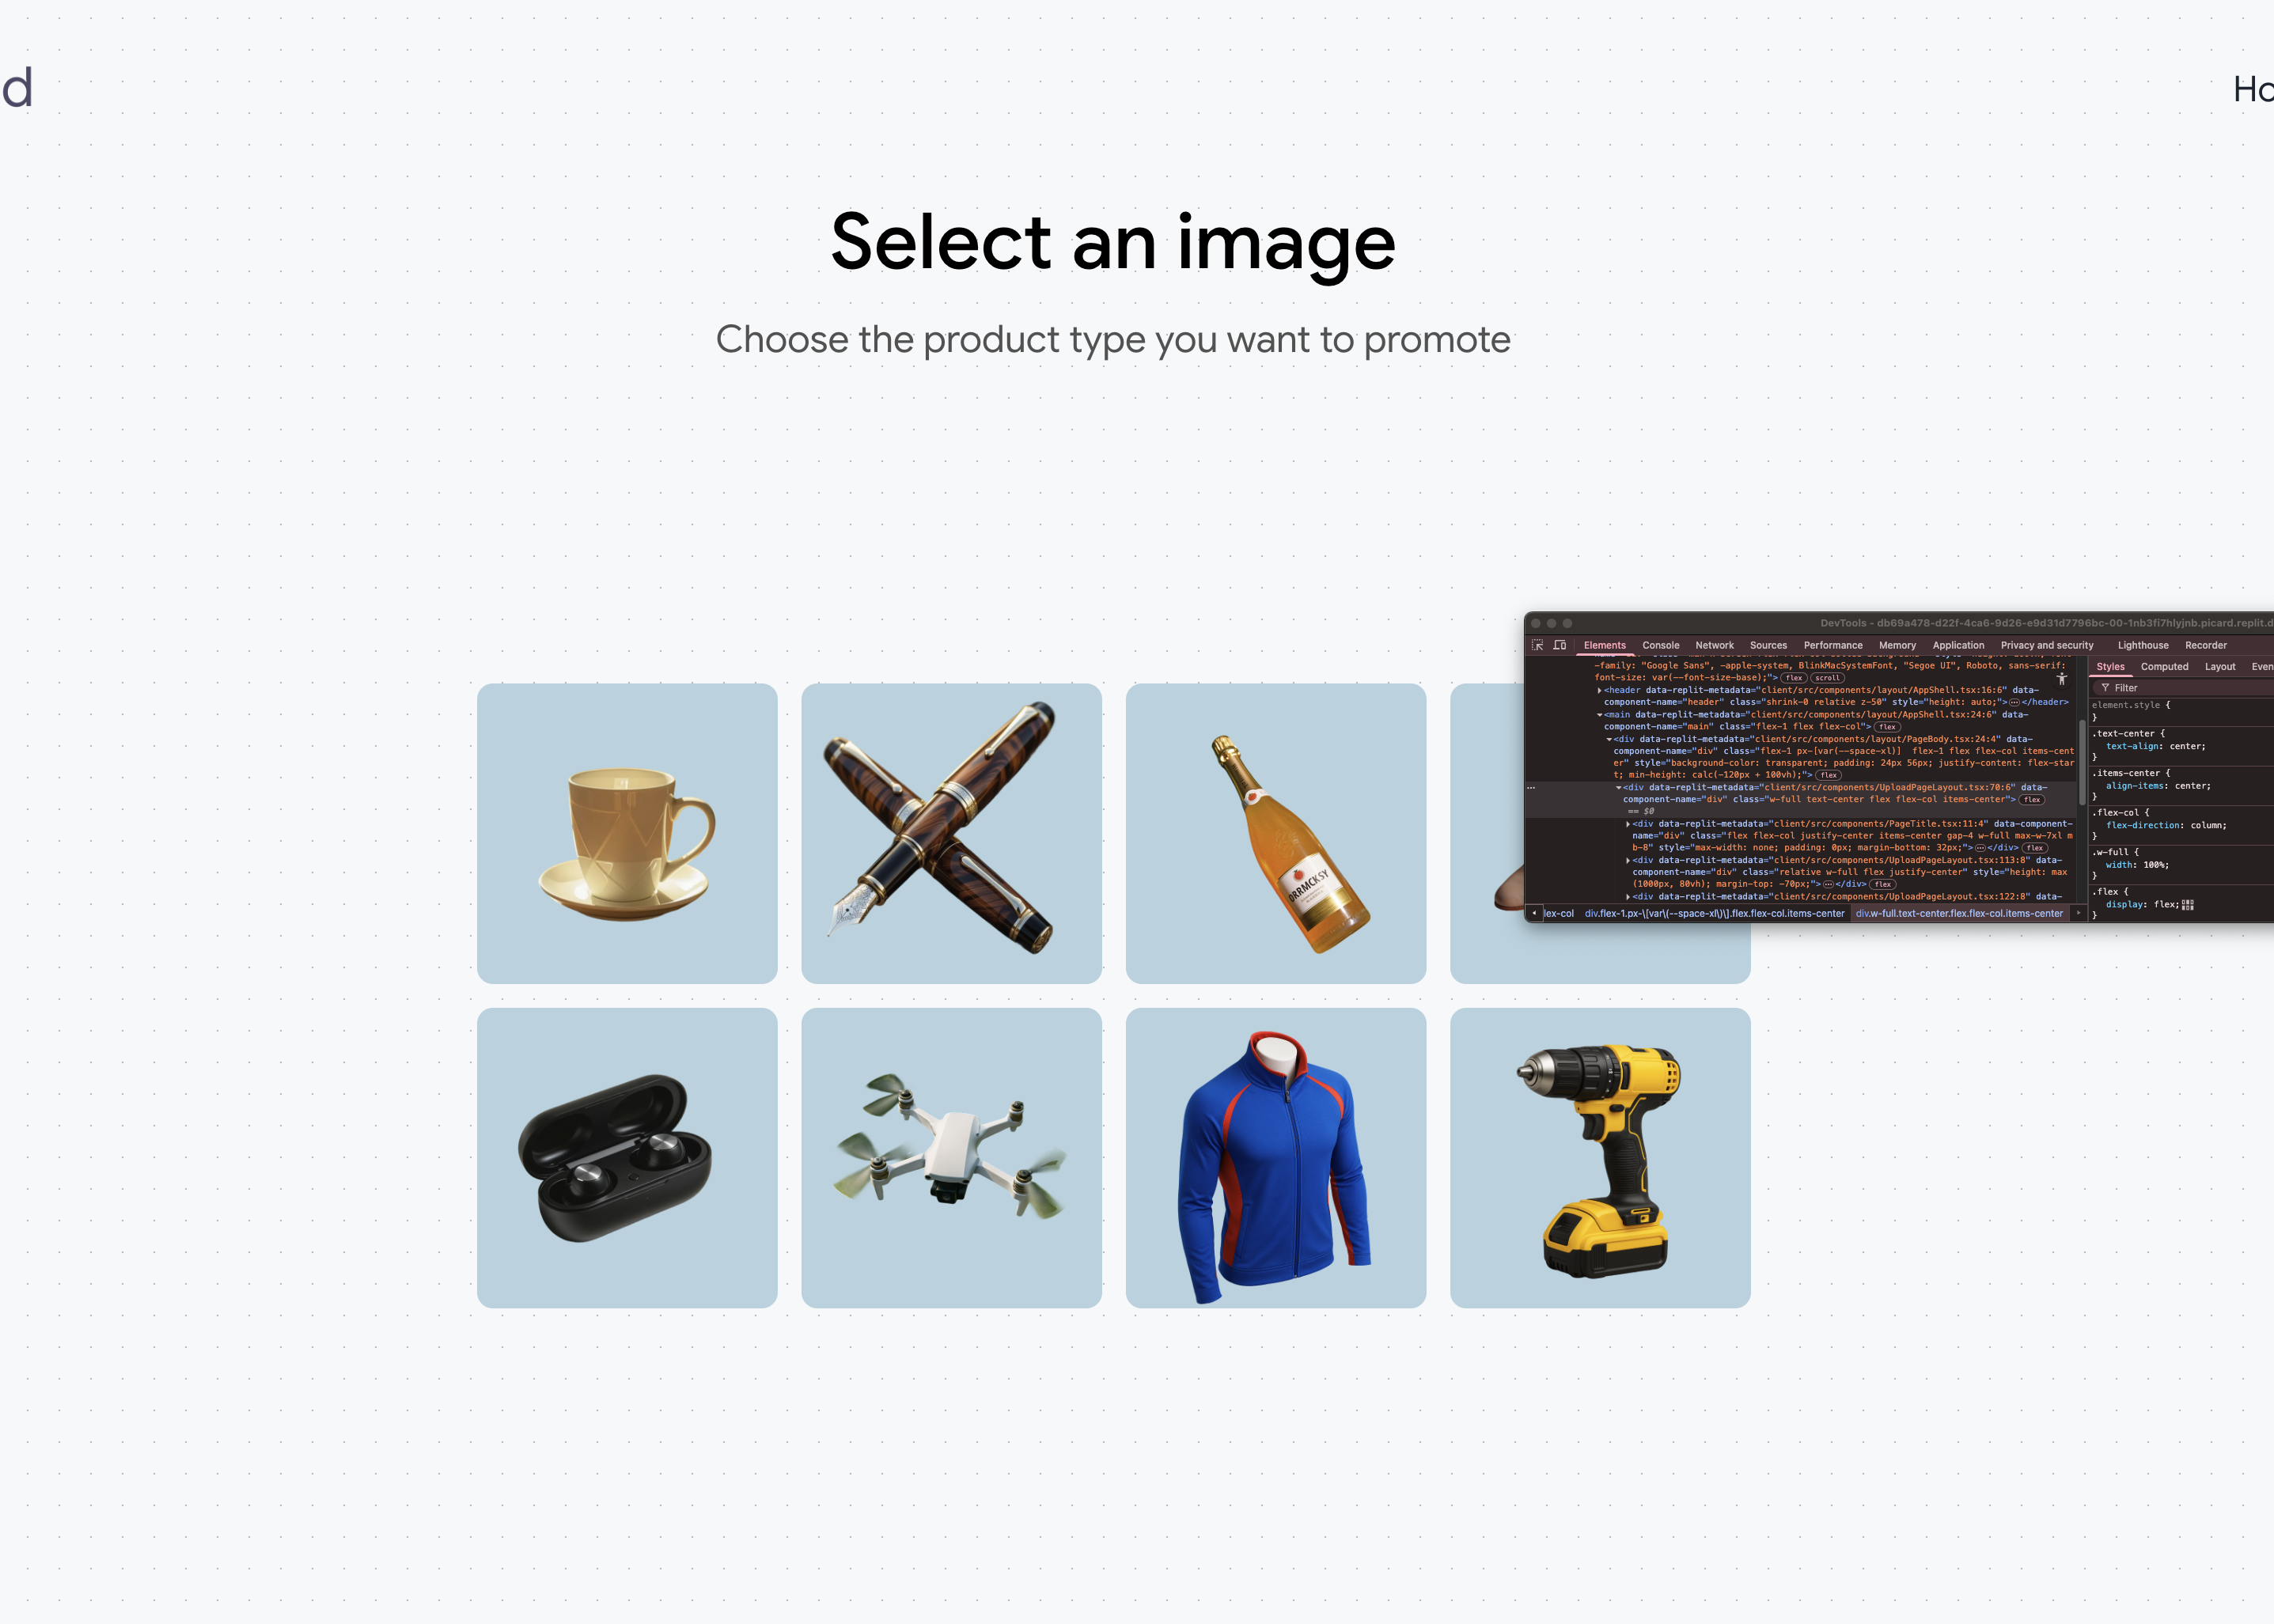 d
Ho
Select an image
Choose the product type you want to promote
DevTools - db69a478-d22f-4ca6-9d26-e9d31d7796bc-00-1nb3fi7hlyjnb.picard.replit.d
Elements Console Network Sources Performance Memory Application Privacy and security Lighthouse Recorder
-family: "Google Sans", -apple-system, BlinkMacSystemFont, "Segoe UI", Roboto, sans-serif;
font-size: var(--font-size-base);"> flex scroll
<header data-replit-metadata="client/src/components/layout/AppShell.tsx:16:6" data-
component-name="header" class="shrink-0 relative z-50" style="height: auto;">…</header>
<main data-replit-metadata="client/src/components/layout/AppShell.tsx:24:6" data-
component-name="main" class="flex-1 flex flex-col"> flex
<div data-replit-metadata="client/src/components/layout/PageBody.tsx:24:4" data-
component-name="div" class="flex-1 px-[var(--space-xl)]  flex-1 flex flex-col items-cent
er" style="background-color: transparent; padding: 24px 56px; justify-content: flex-star
t; min-height: calc(-120px + 100vh);"> flex
<div data-replit-metadata="client/src/components/UploadPageLayout.tsx:70:6" data-
component-name="div" class="w-full text-center flex flex-col items-center"> flex
== $0
<div data-replit-metadata="client/src/components/PageTitle.tsx:11:4" data-component-
name="div" class="flex flex-col justify-center items-center gap-4 w-full max-w-7xl m
b-8" style="max-width: none; padding: 0px; margin-bottom: 32px;">…</div> flex
<div data-replit-metadata="client/src/components/UploadPageLayout.tsx:113:8" data-
component-name="div" class="relative w-full flex justify-center" style="height: max
(1000px, 80vh); margin-top: -70px;">…</div> flex
<div data-replit-metadata="client/src/components/UploadPageLayout.tsx:122:8" data-
lex-col div.flex-1.px-\[var\(--space-xl\)\].flex.flex-col.items-center div.w-full.text-center.flex.flex-col.items-center
Styles Computed Layout Even
Filter
element.style {
}
.text-center {
text-align: center;
}
.items-center {
align-items: center;
}
.flex-col {
flex-direction: column;
}
.w-full {
width: 100%;
}
.flex {
display: flex;
}
ORRMCKSY